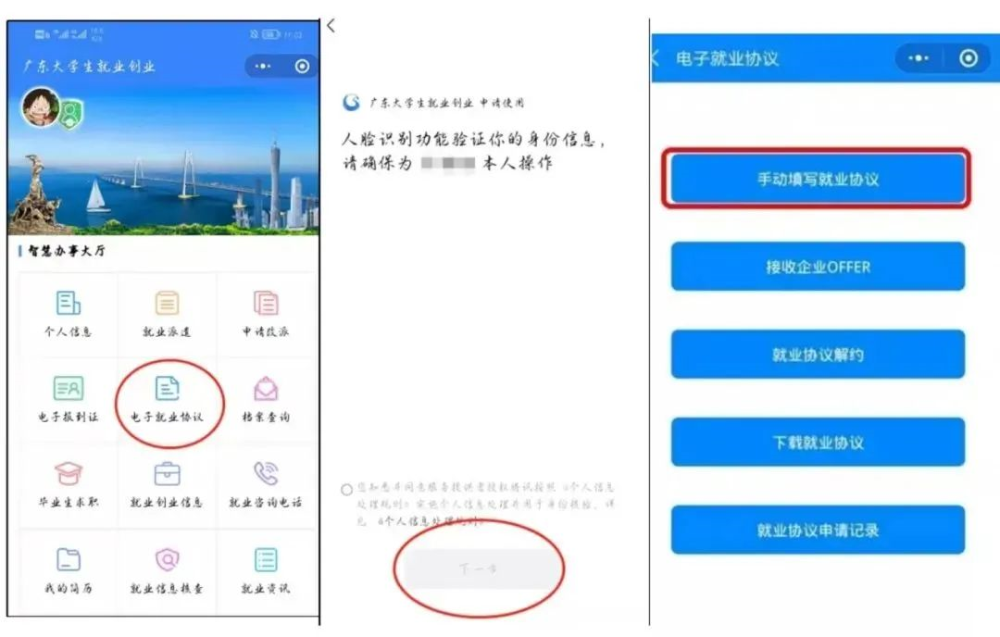 11:03
广东大学生就业创业
智慧办事大厅
个人信息
就业派遣
申请改派
电子报到证
电子就业协议
档案查询
毕业生求职
就业创业信息
就业咨询电话
我的简历
就业信息核查
就业资讯
广东大学生就业创业 申请使用
人脸识别功能验证你的身份信息，
请确保为 本人操作
您知悉并同意服务提供者授权腾讯按照《个人信息
处理规则》实施个人信息处理并用于身份核验，详
见《个人信息处理规则》
下一步
电子就业协议
手动填写就业协议
接收企业OFFER
就业协议解约
下载就业协议
就业协议申请记录